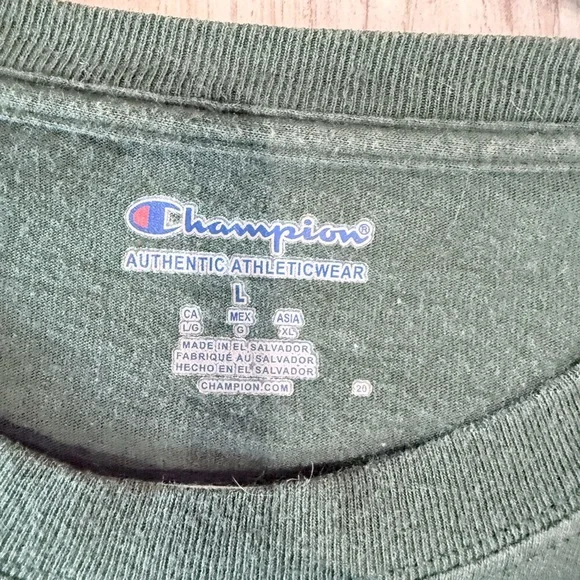 Champion®
AUTHENTIC ATHLETICWEAR
L
CA MEX ASIA
L/G G XL
MADE IN EL SALVADOR
FABRIQUÉ AU SALVADOR
HECHO EN EL SALVADOR
CHAMPION.COM 20